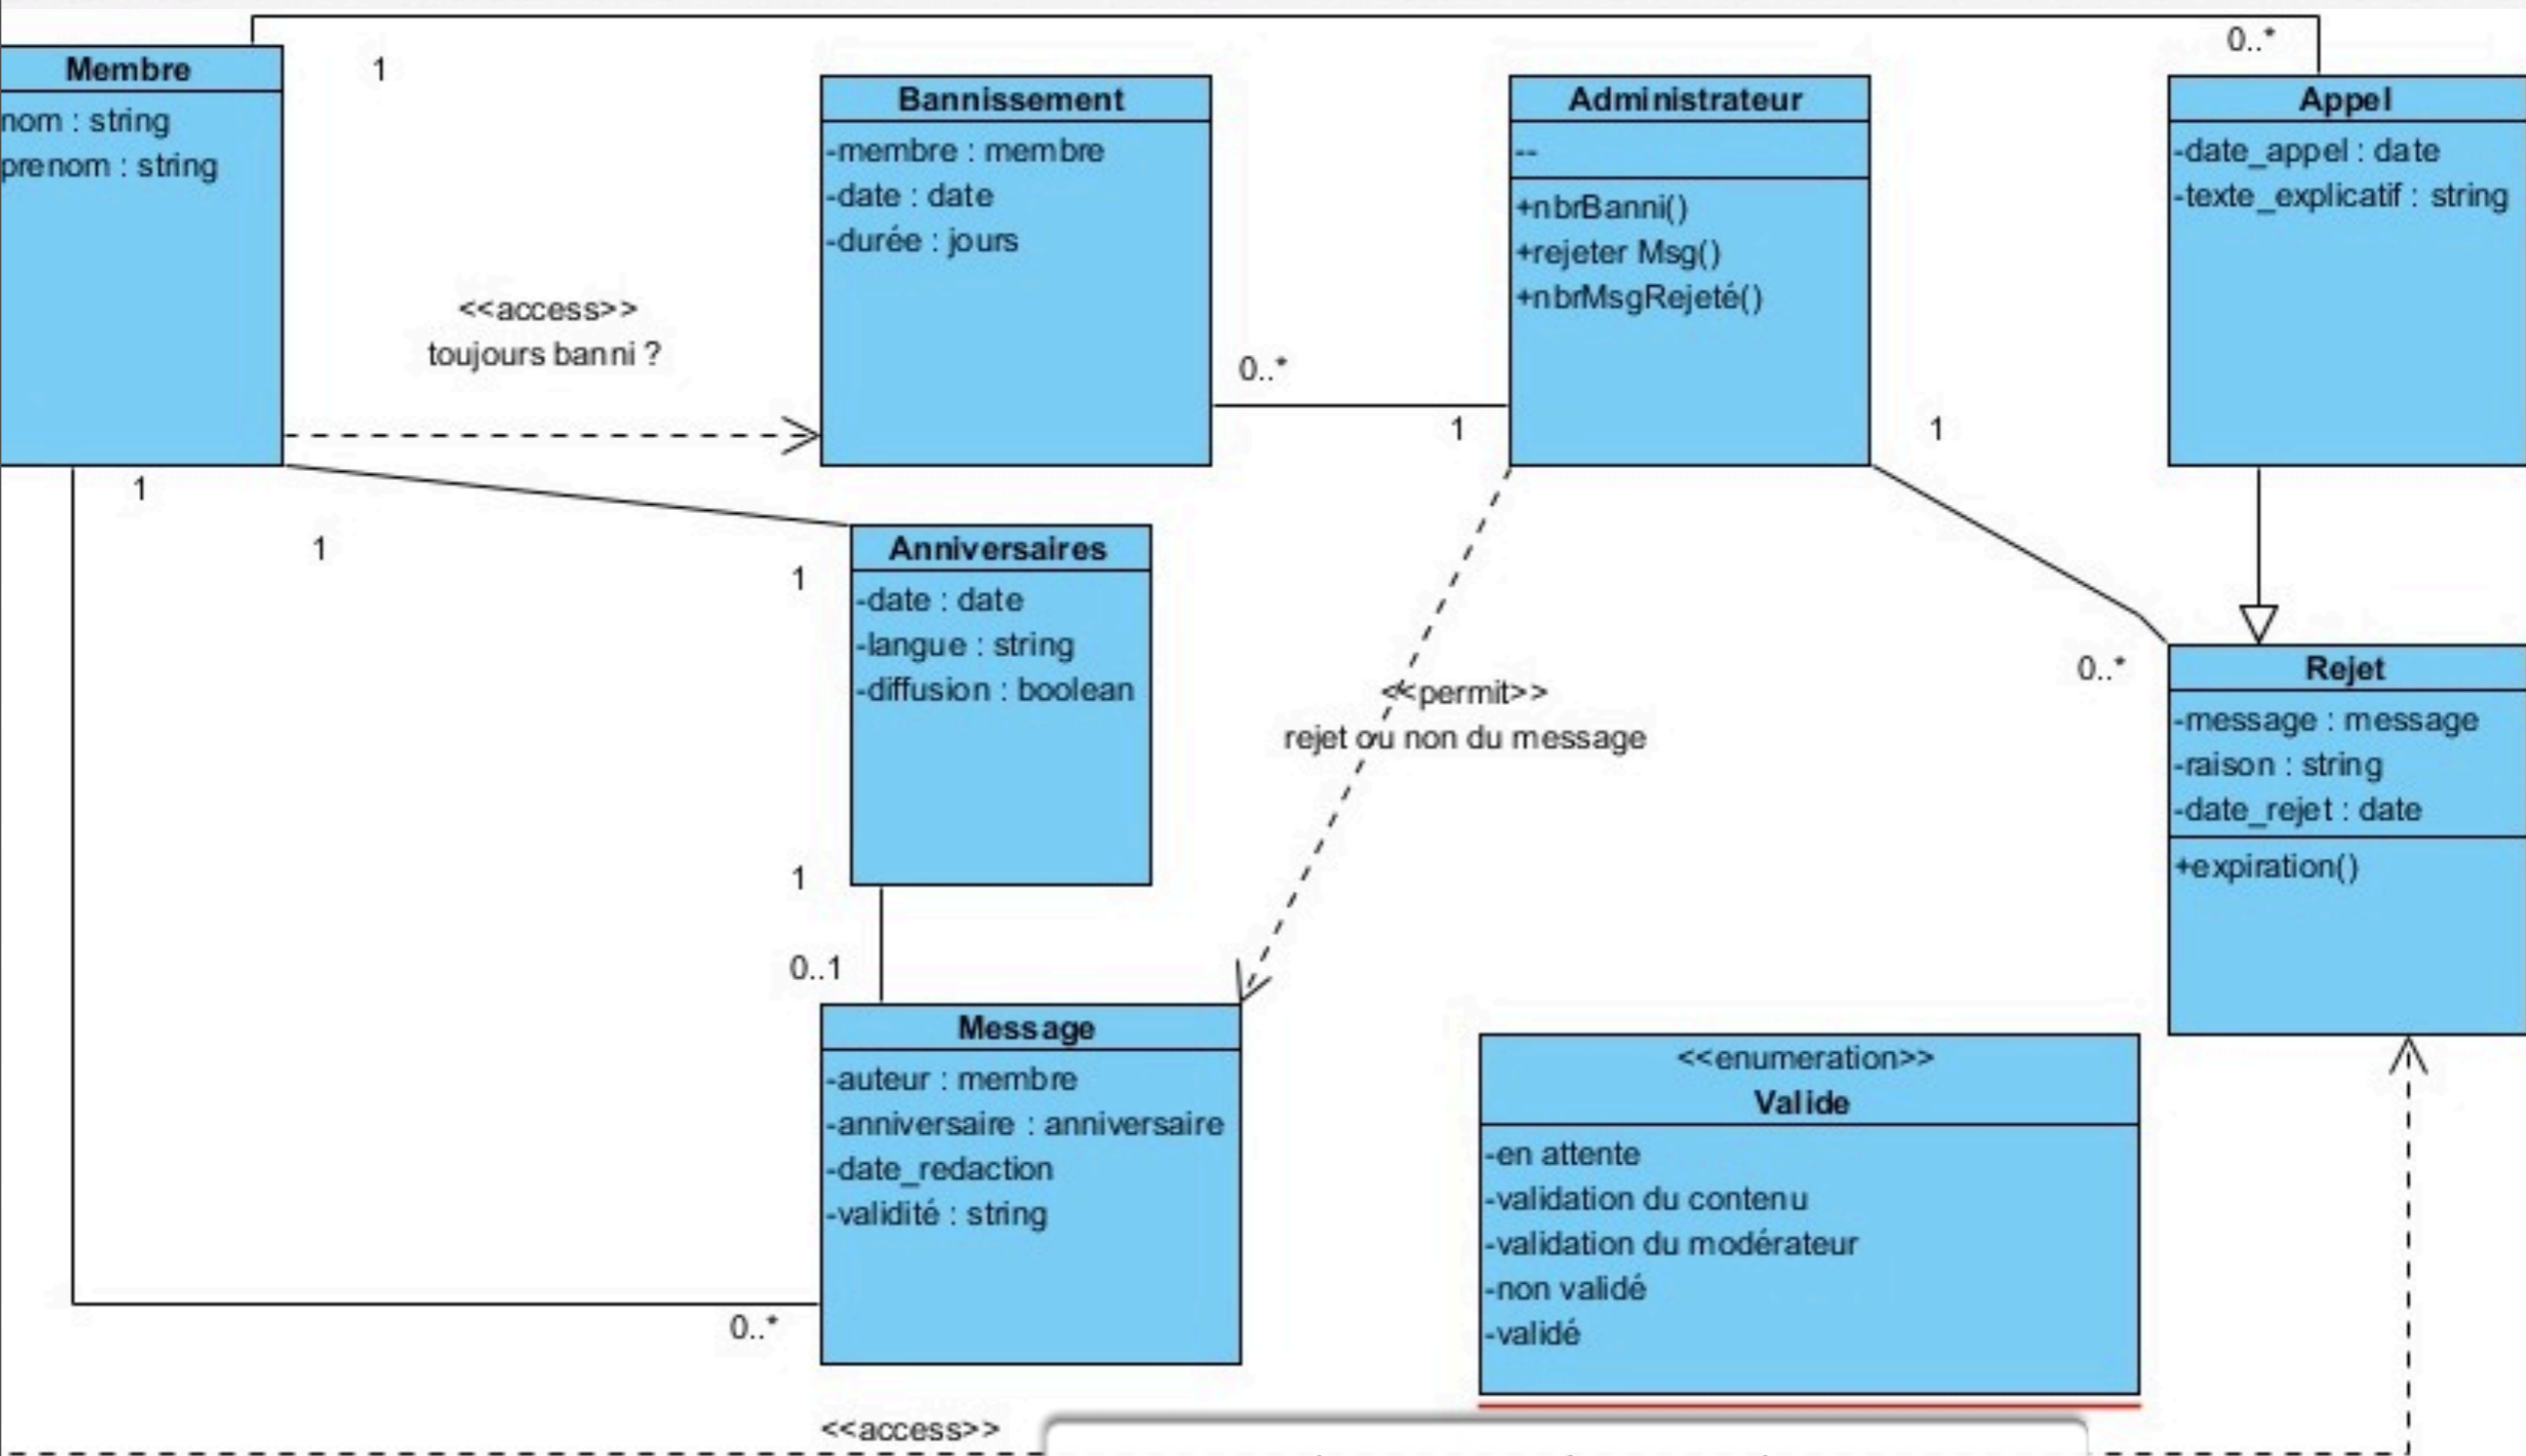 Membre
nom : string
prenom : string
1
0..*
Bannissement
-membre : membre
-date : date
-durée : jours
Administrateur
--
+nbrBanni()
+rejeter Msg()
+nbrMsgRejeté()
Appel
-date_appel : date
-texte_explicatif : string
<<access>>
toujours banni ?
0..*
1
1
1
1
1
Anniversaires
-date : date
-langue : string
-diffusion : boolean
<<permit>>
rejet ou non du message
0..*
Rejet
-message : message
-raison : string
-date_rejet : date
+expiration()
1
0..1
Message
-auteur : membre
-anniversaire : anniversaire
-date_redaction
-validité : string
0..*
<<enumeration>>
Valide
-en attente
-validation du contenu
-validation du modérateur
-non validé
-validé
<<access>>